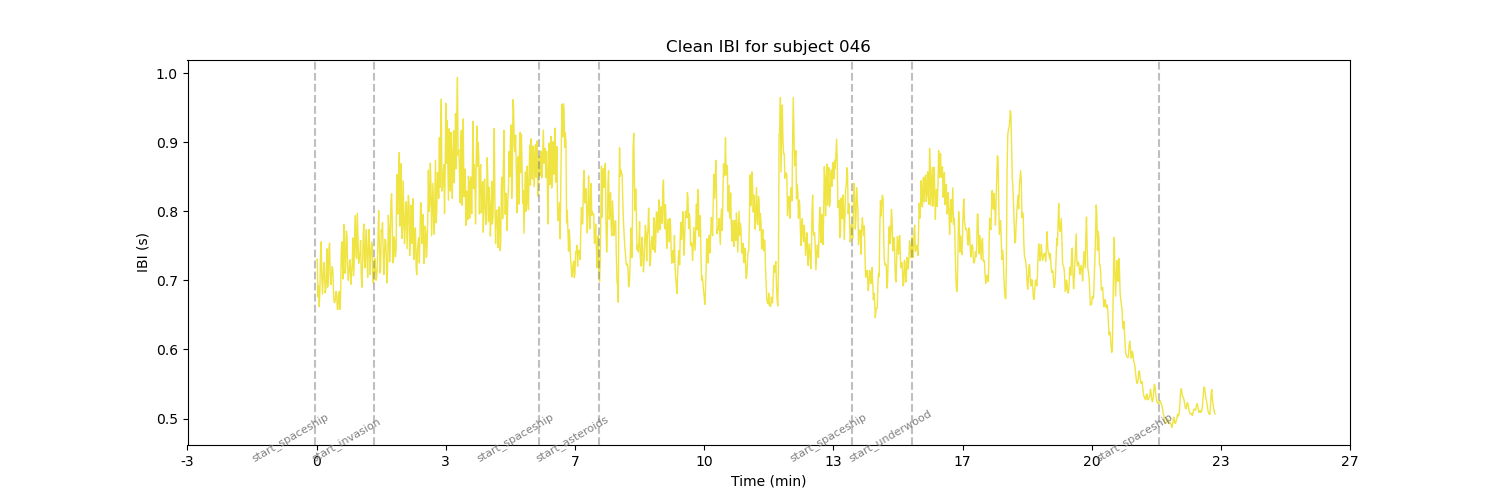 Clean IBI for subject 046
IBI (s)
1.0
0.9
0.8
0.7
0.6
0.5
start_spaceship
start_invasion
start_spaceship
start_asteroids
start_spaceship
start_underwood
start_spaceship
-3
0
3
7
10
13
17
20
23
27
Time (min)